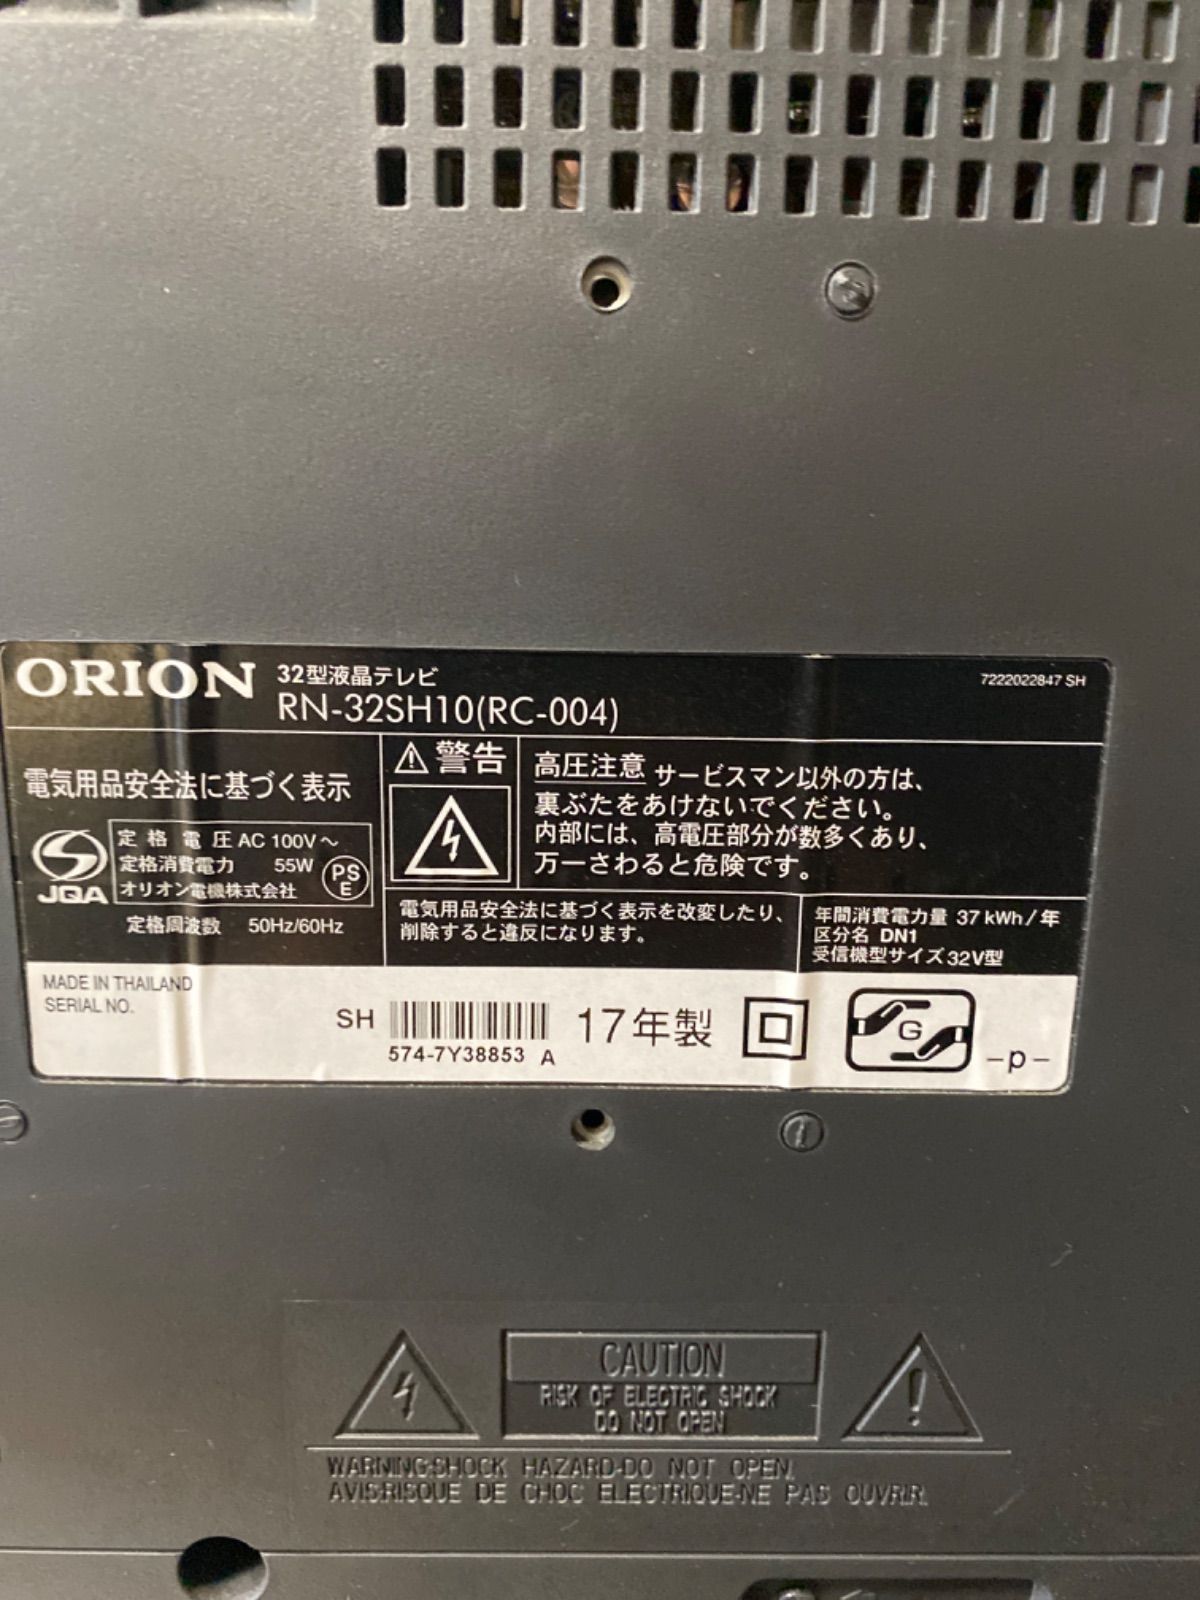 ORION
32型液晶テレビ
RN-32SH10(RC-004)
7222022847 SH
電気用品安全法に基づく表示
JQA
定格電圧 AC 100V～
定格消費電力 55W
オリオン電機株式会社
PS
E
定格周波数 50Hz/60Hz
警告
高圧注意 サービスマン以外の方は、
裏ぶたをあけないでください。
内部には、高電圧部分が数多くあり、
万一さわると危険です。
電気用品安全法に基づく表示を改変したり、
削除すると違反になります。
年間消費電力量 37 kWh/年
区分名 DN1
受信機型サイズ 32V型
MADE IN THAILAND
SERIAL NO.
SH
574-7Y38853 A
17年製
G
-p-
CAUTION
RISK OF ELECTRIC SHOCK
DO NOT OPEN
WARNING:SHOCK HAZARD-DO NOT OPEN.
AVIS:RISQUE DE CHOC ELECTRIQUE-NE PAS OUVRIR.